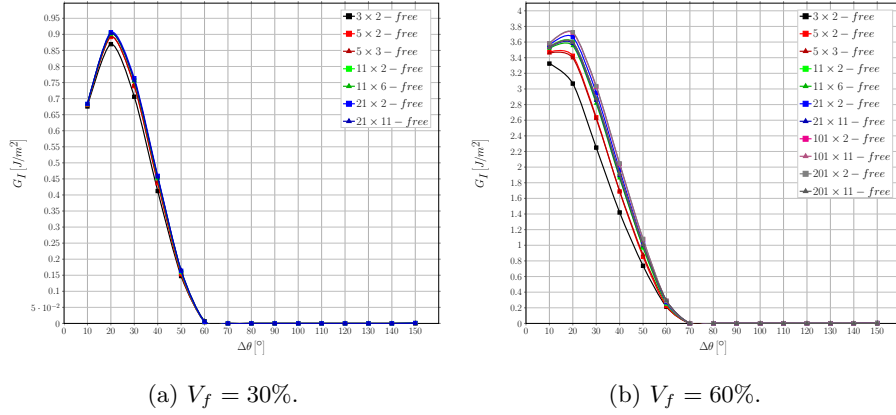 0.95
0.9
0.85
0.8
0.75
0.7
0.65
0.6
0.55
0.5
0.45
0.4
0.35
0.3
0.25
0.2
0.15
0.1
5 · 10⁻²
0
G_I [J/m²]
0 10 20 30 40 50 60 70 80 90 100 110 120 130 140 150
Δθ [°]
3 × 2 − free
5 × 2 − free
5 × 3 − free
11 × 2 − free
11 × 6 − free
21 × 2 − free
21 × 11 − free
(a) V_f = 30%.
4
3.8
3.6
3.4
3.2
3
2.8
2.6
2.4
2.2
2
1.8
1.6
1.4
1.2
1
0.8
0.6
0.4
0.2
0
G_I [J/m²]
0 10 20 30 40 50 60 70 80 90 100 110 120 130 140 150
Δθ [°]
3 × 2 − free
5 × 2 − free
5 × 3 − free
11 × 2 − free
11 × 6 − free
21 × 2 − free
21 × 11 − free
101 × 2 − free
101 × 11 − free
201 × 2 − free
201 × 11 − free
(b) V_f = 60%.